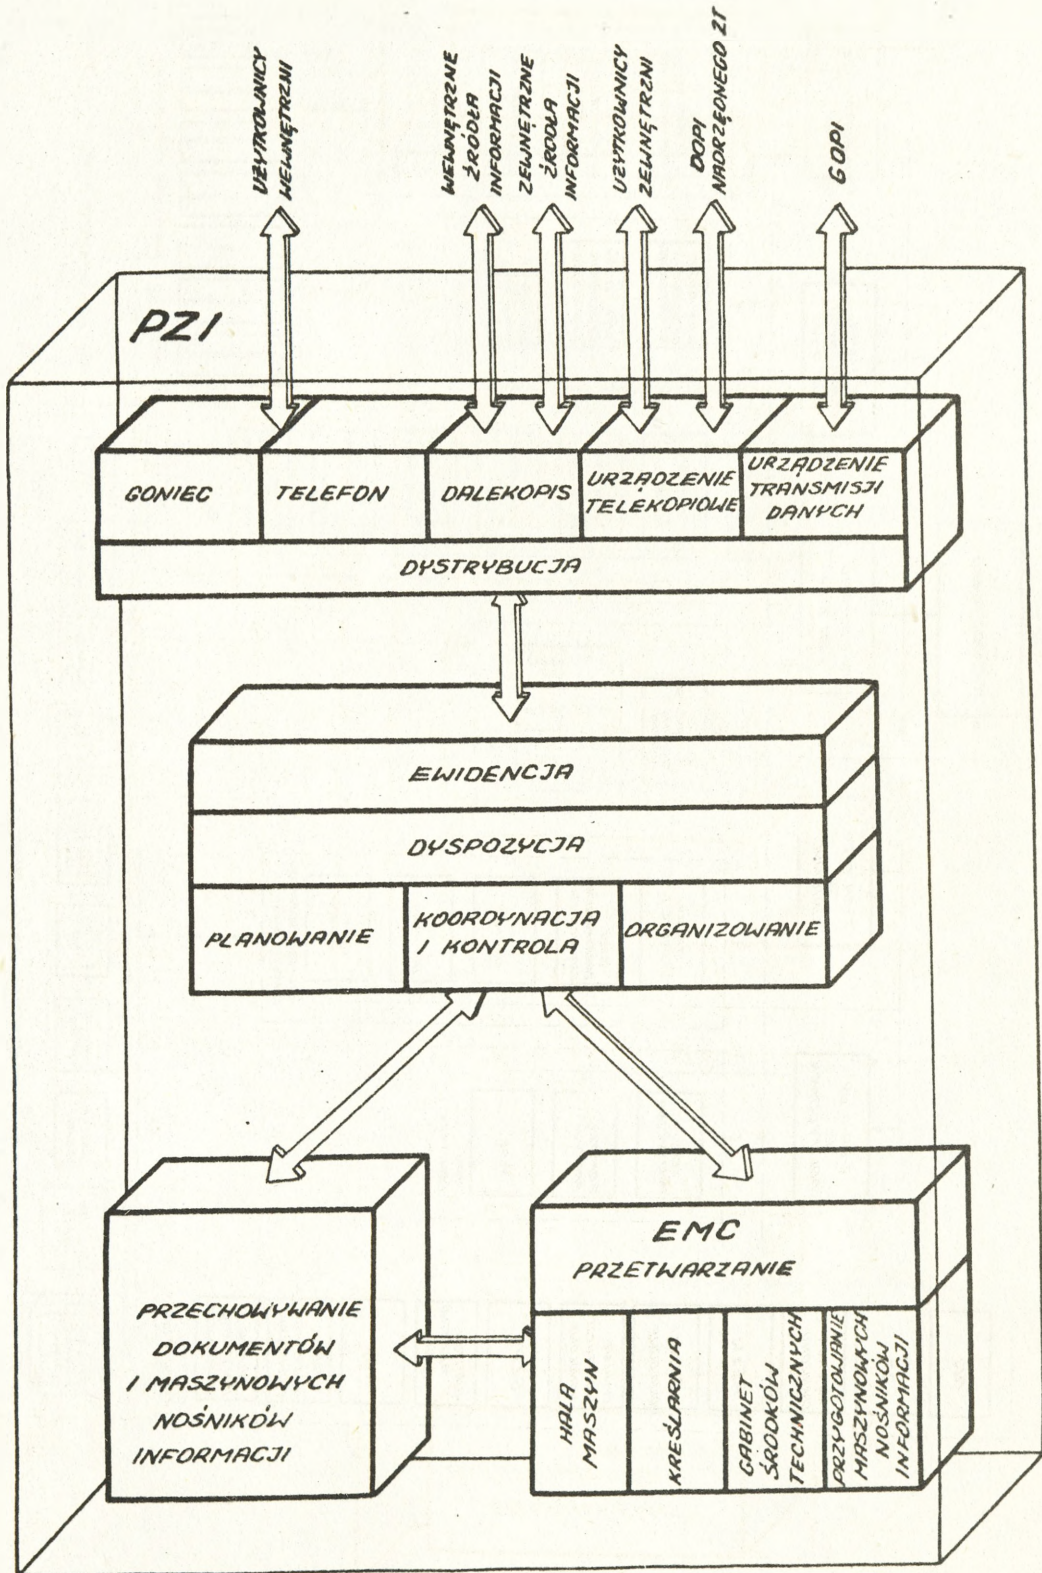 UŻYTKOWNICY
WEWNĘTRZNI
WEWNĘTRZNE
ŹRÓDŁA
INFORMACJI
ZEWNĘTRZNE
ŹRODŁA
INFORMACJI
UŻYTKOWNICY
ZEWNĘTRZNI
DOPI
NADRZĘDNEGO ZT
GOPI
PZI
GONIEC
TELEFON
DALEKOPIS
URZĄDZENIE
TELEKOPIOWE
URZĄDZENIE
TRANSMISJI
DANYCH
DYSTRYBUCJA
EWIDENCJA
DYSPOZYCJA
PLANOWANIE
KOORDYNACJA
I KONTROLA
ORGANIZOWANIE
PRZECHOWYWANIE
DOKUMENTÓW
I MASZYNOWYCH
NOŚNIKÓW
INFORMACJI
EMC
PRZETWARZANIE
HALA
MASZYN
KREŚLARNIA
GABINET
ŚRODKÓW
TECHNICZNYCH
PRZYGOTOWANIE
MASZYNOWYCH
NOŚNIKÓW
INFORMACJI